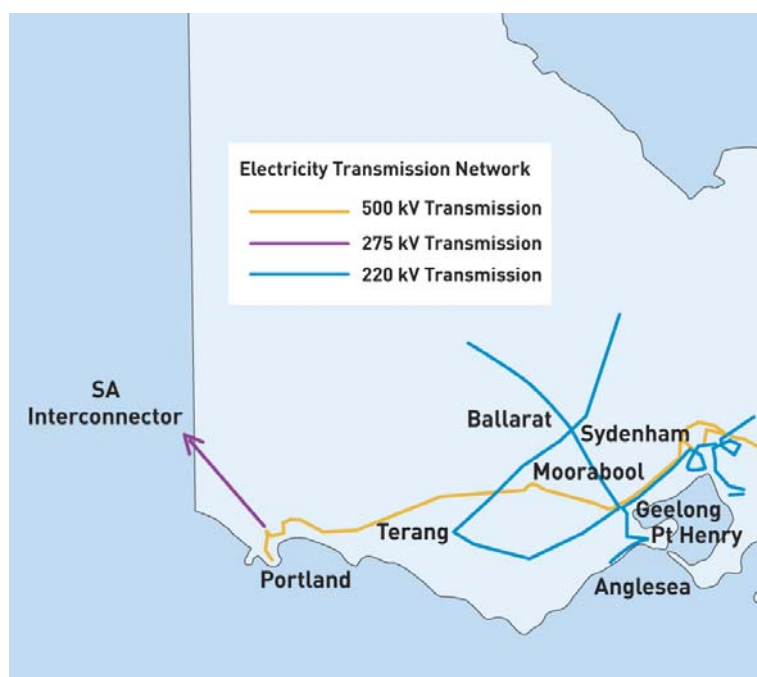 Electricity Transmission Network
500 kV Transmission
275 kV Transmission
220 kV Transmission
SA
Interconnector
Ballarat
Sydenham
Moorabool
Geelong
Terang
Pt Henry
Portland
Anglesea